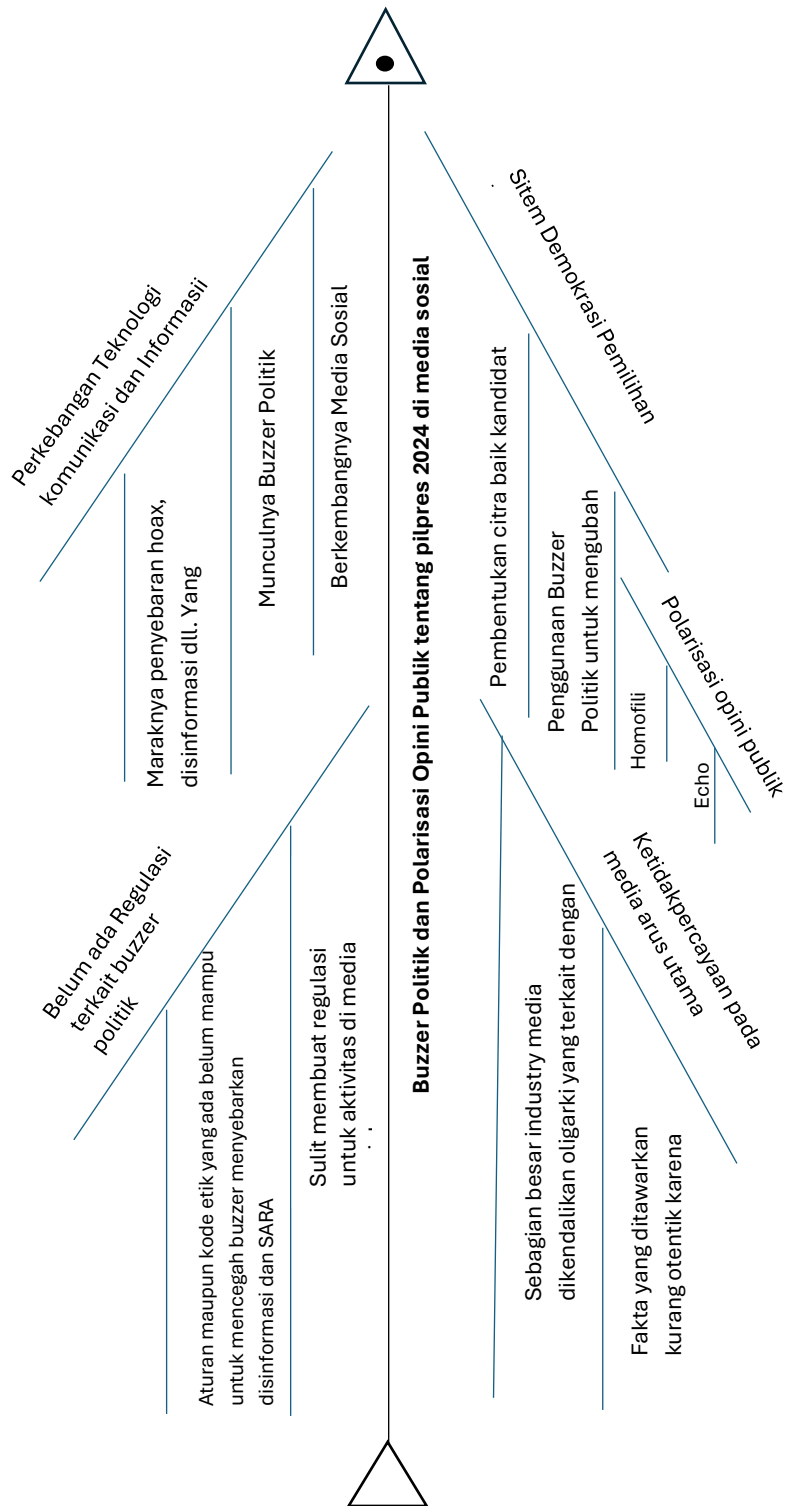 Perkebangan Teknologi
komunikasi dan Informasii
Maraknya penyebaran hoax,
disinformasi dll. Yang
Munculnya Buzzer Politik
Berkembangnya Media Sosial
Belum ada Regulasi
terkait buzzer
politik
Aturan maupun kode etik yang ada belum mampu
untuk mencegah buzzer menyebarkan
disinformasi dan SARA
Sulit membuat regulasi
untuk aktivitas di media
Buzzer Politik dan Polarisasi Opini Publik tentang pilpres 2024 di media sosial
Sitem Demokrasi Pemilihan
Pembentukan citra baik kandidat
Penggunaan Buzzer
Politik untuk mengubah
Polarisasi opini publik
Homofili
Echo
Ketidakpercayaan pada
media arus utama
Sebagian besar industry media
dikendalikan oligarki yang terkait dengan
Fakta yang ditawarkan
kurang otentik karena